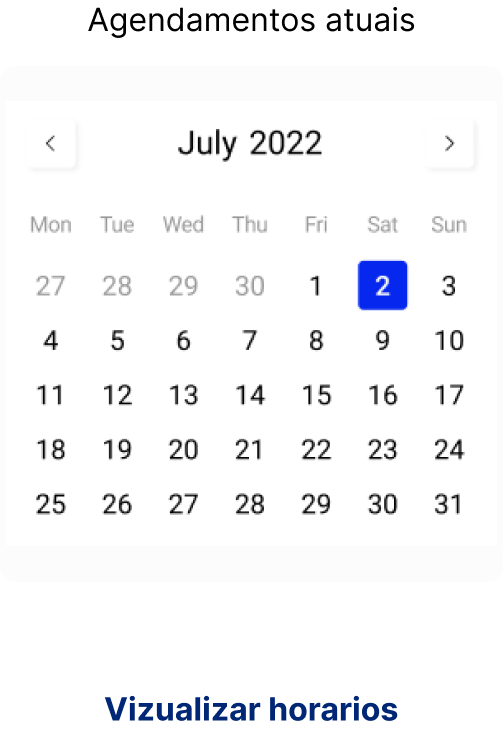 Agendamentos atuais
July 2022
Mon Tue Wed Thu Fri Sat Sun
27 28 29 30 1 2 3
4 5 6 7 8 9 10
11 12 13 14 15 16 17
18 19 20 21 22 23 24
25 26 27 28 29 30 31
Vizualizar horarios